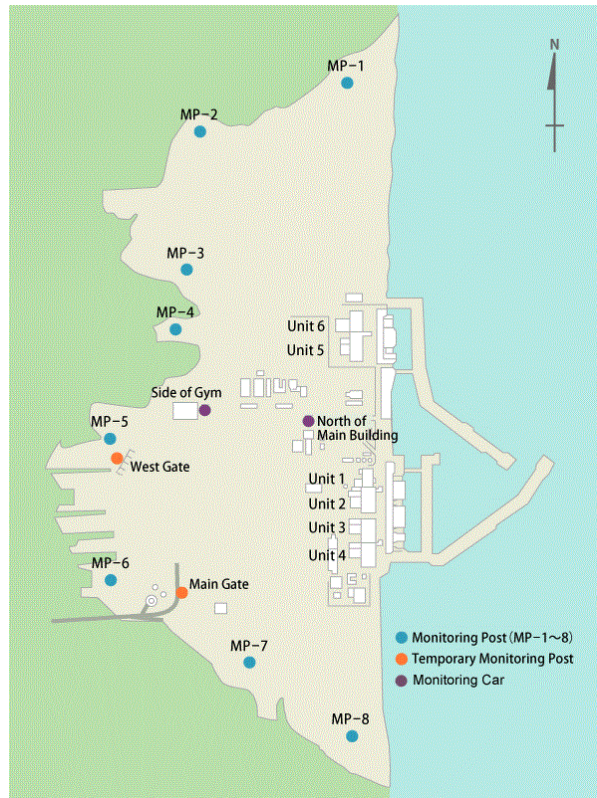 MP-1
N
MP-2
MP-3
MP-4
Unit 6
Unit 5
Side of Gym
MP-5
North of
Main Building
West Gate
Unit 1
Unit 2
Unit 3
Unit 4
MP-6
Main Gate
MP-7
Monitoring Post(MP-1〜8)
Temporary Monitoring Post
Monitoring Car
MP-8